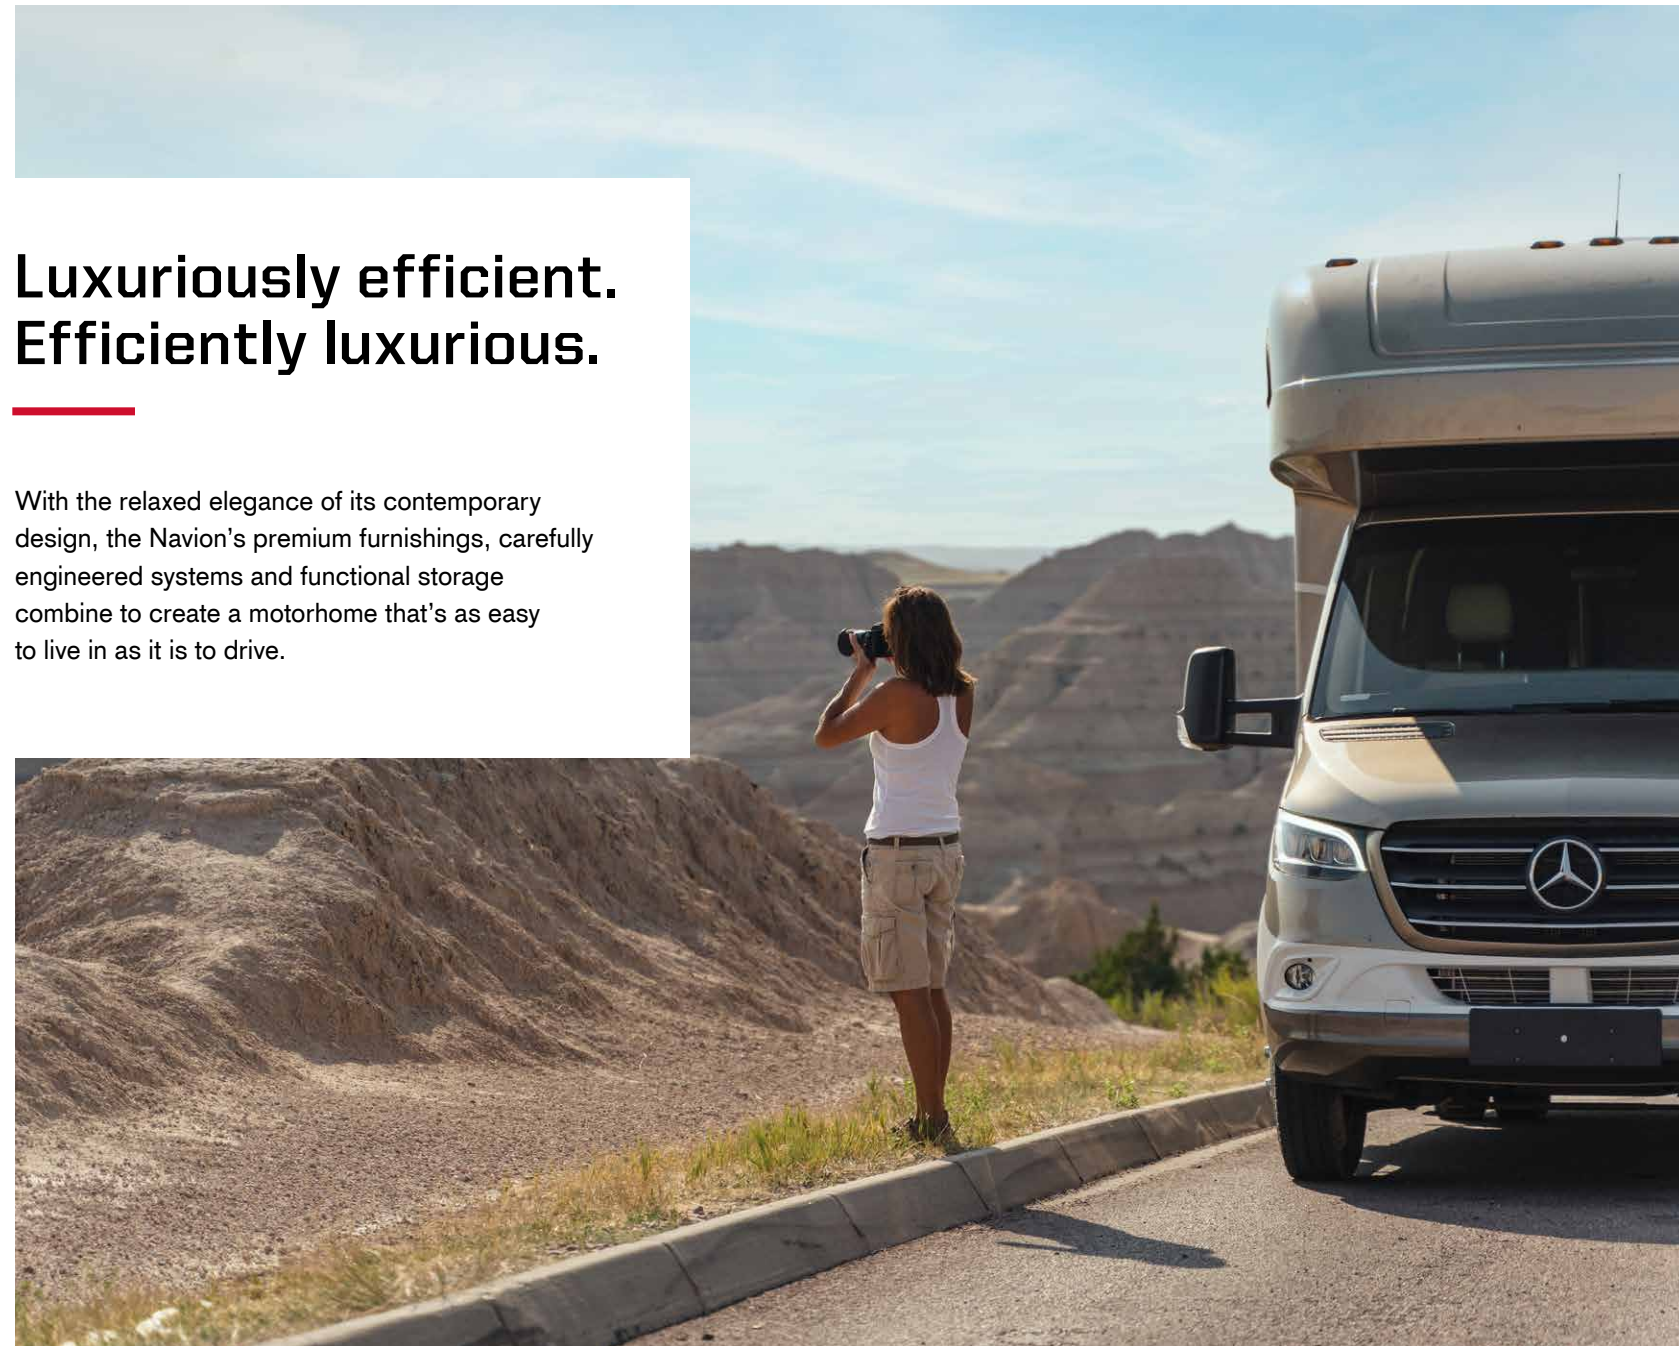 Luxuriously efficient.
Efficiently luxurious.
With the relaxed elegance of its contemporary
design, the Navion’s premium furnishings, carefully
engineered systems and functional storage
combine to create a motorhome that’s as easy
to live in as it is to drive.